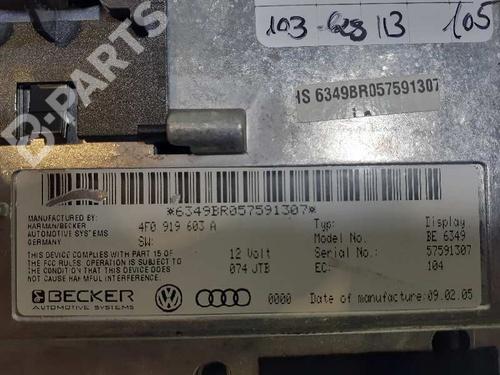 103-628 113
105
1S 6349BR057591307
B-PARTS
*6349BR057591307*
MANUFACTURED BY
HARMAN/BECKER
AUTOMOTIVE SYSTEMS
GERMANY
4F0 919 603 A
SW:
Typ: Display
Model No: BE 6349
Serial No.: 57591307
EC: 104
THIS DEVICE COMPLIES WITH PART 15 OF
THE FCC RULES. OPERATION IS SUBJECT TO
THE CONDITION THAT THIS DEVICE DOES
NOT CAUSE HARMFUL INTERFERENCE.
12 Volt
074 JTB
BECKER
AUTOMOTIVE SYSTEMS
0000
Date of manufacture: 09.02.05